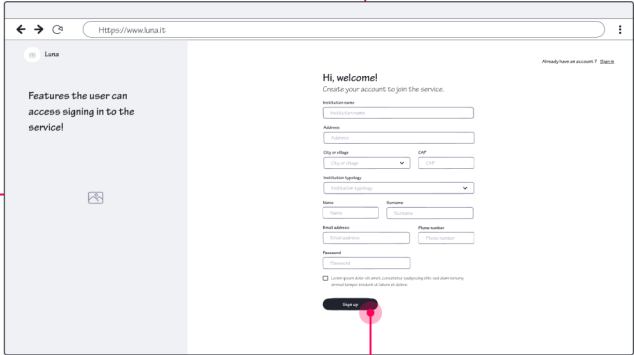 Https://www.luna.it
Luna
Already have an account ? Sign in
Features the user can
access signing in to the
service!
Hi, welcome!
Create your account to join the service.
Institution name
Institution name
Address
Address
City or village
CAP
City or village
CAP
Institution typology
Institution typology
Name
Surname
Name
Surname
Email address
Phone number
Email address
Phone number
Password
Password
Lorem ipsum dolor sit amet, consetetur sadipscing elitr, sed diam nonumy
eirmod tempor invidunt ut labore et dolore.
Sign up